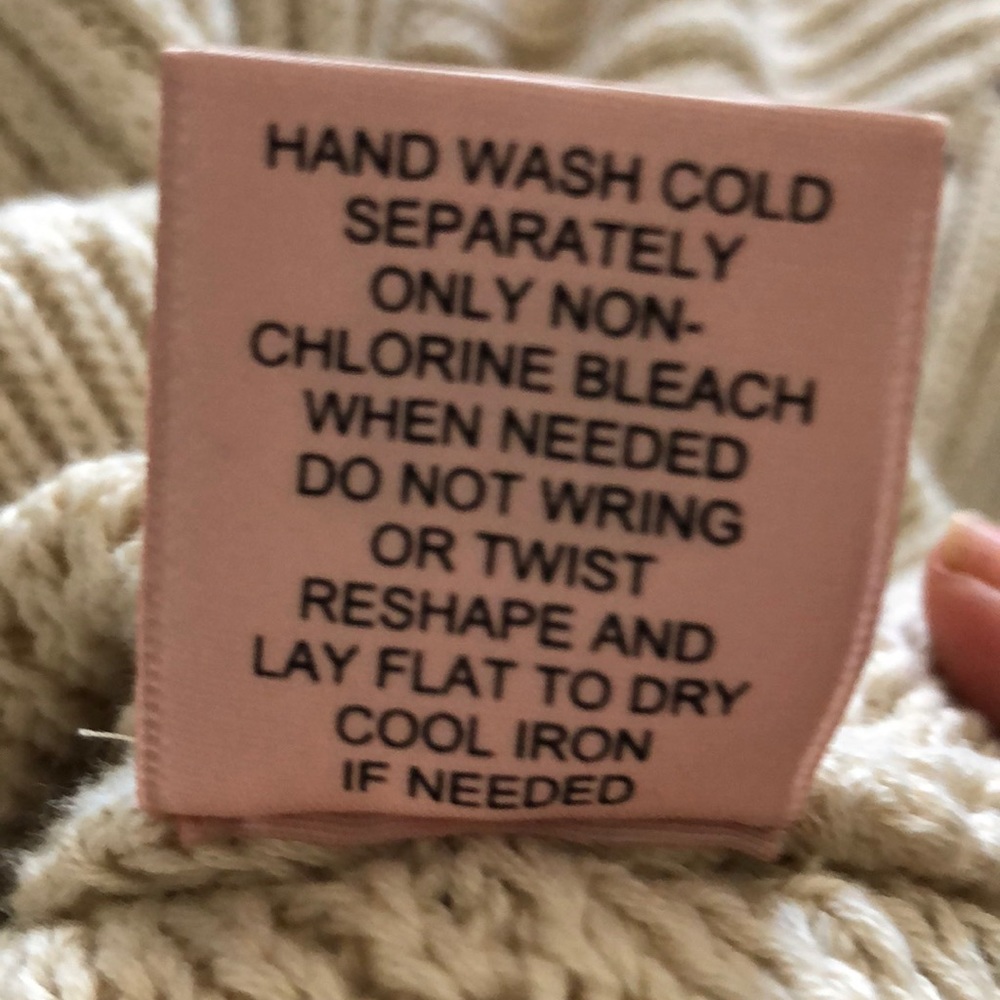 HAND WASH COLD
SEPARATELY
ONLY NON-
CHLORINE BLEACH
WHEN NEEDED
DO NOT WRING
OR TWIST
RESHAPE AND
LAY FLAT TO DRY
COOL IRON
IF NEEDED